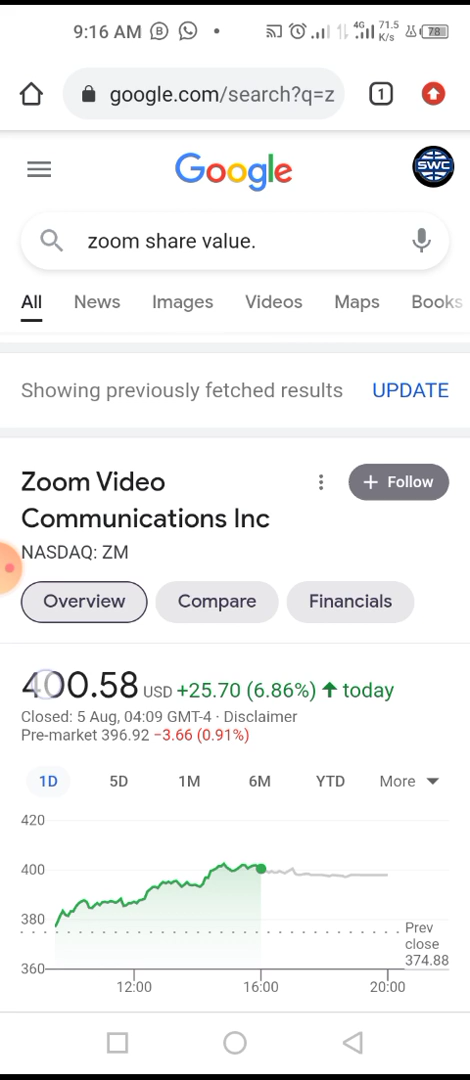 9:16 AM B 4G 71.5 K/s 78
google.com/search?q=z 1
Google SWC
zoom share value.
All News Images Videos Maps Books
Showing previously fetched results UPDATE
Zoom Video
Communications Inc
+ Follow
NASDAQ: ZM
Overview Compare Financials
400.58 USD +25.70 (6.86%) ↑ today
Closed: 5 Aug, 04:09 GMT-4 · Disclaimer
Pre-market 396.92 −3.66 (0.91%)
1D 5D 1M 6M YTD More
420
400
380
Prev
close
374.88
360
12:00 16:00 20:00